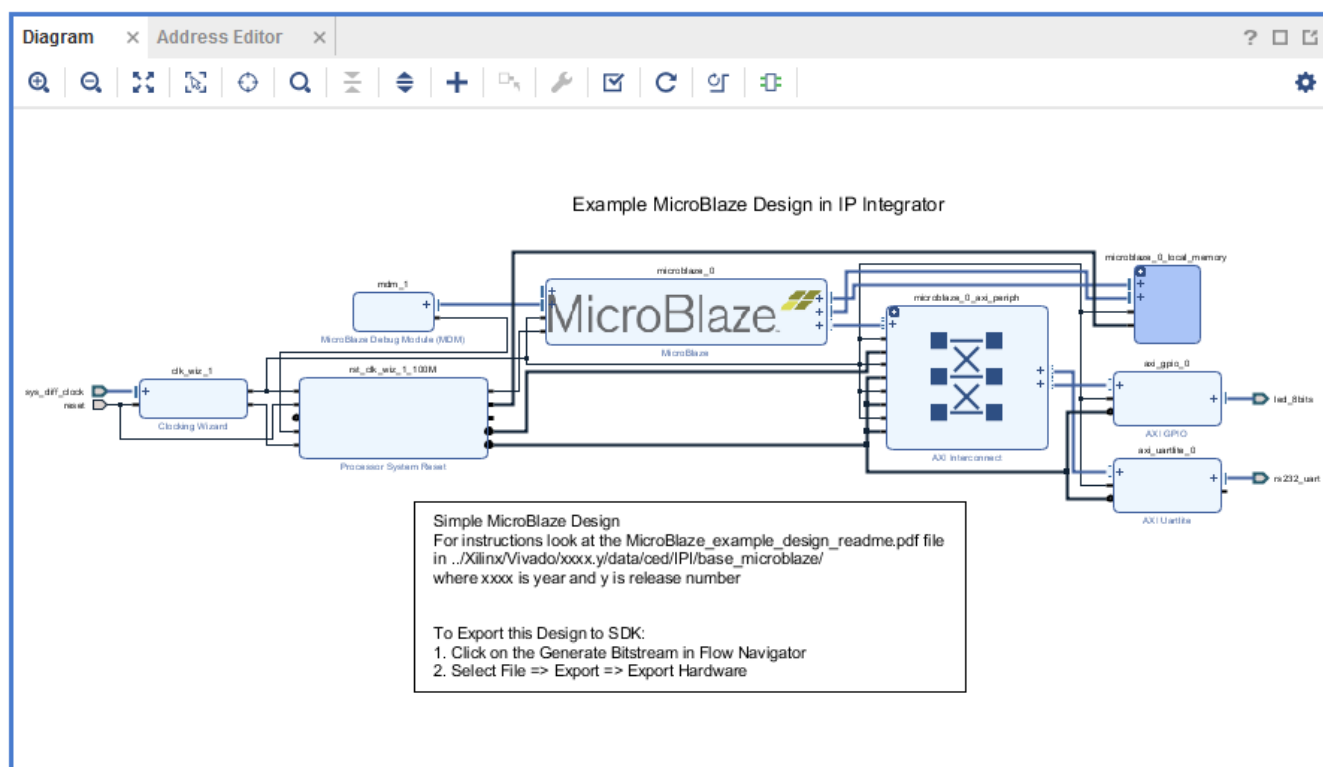 Diagram
Address Editor
Example MicroBlaze Design in IP Integrator
microblaze_0_local_memory
microblaze_0
mdm_1
MicroBlaze
microblaze_0_axi_periph
MicroBlaze Debug Module (MDM)
MicroBlaze
axi_gpio_0
clk_wiz_1
rst_clk_wiz_1_100M
sys_diff_clock
reset
led_8bits
Clocking Wizard
AXI GPIO
axi_uartlite_0
AXI Interconnect
Processor System Reset
rs232_uart
AXI Uartlite
Simple MicroBlaze Design
For instructions look at the MicroBlaze_example_design_readme.pdf file
in ../Xilinx/Vivado/xxxx.y/data/ced/IPI/base_microblaze/
where xxxx is year and y is release number
To Export this Design to SDK:
1. Click on the Generate Bitstream in Flow Navigator
2. Select File => Export => Export Hardware